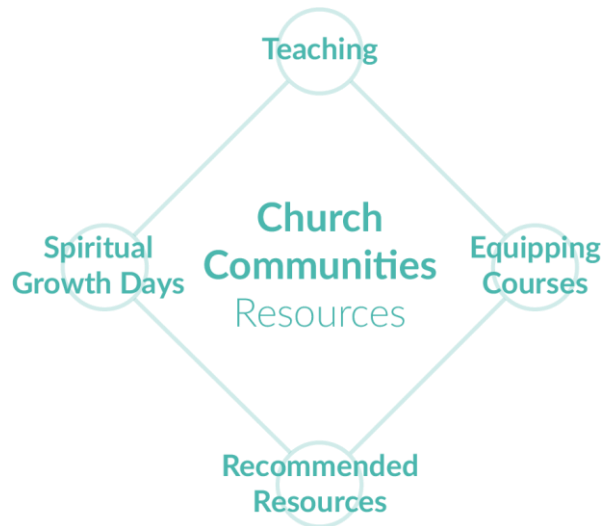 Teaching
Church
Communities
Resources
Spiritual
Growth Days
Equipping
Courses
Recommended
Resources